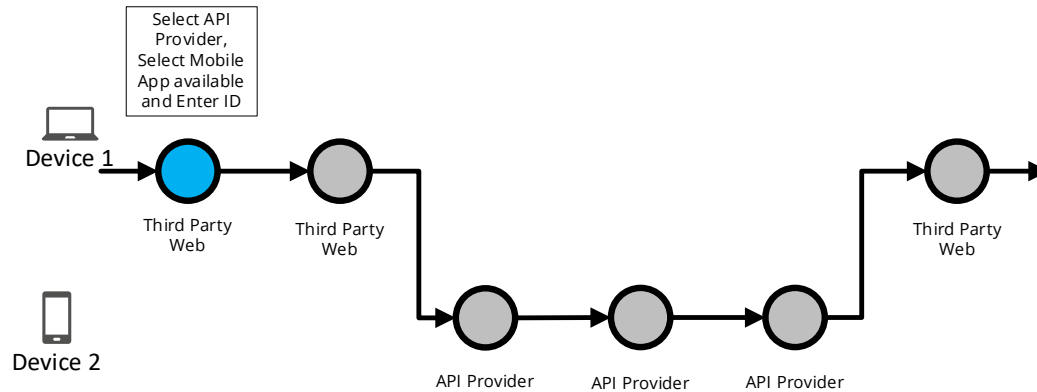 Select API
Provider,
Select Mobile
App available
and Enter ID
Device 1
Third Party
Web
Third Party
Web
Third Party
Web
Device 2
API Provider
API Provider
API Provider